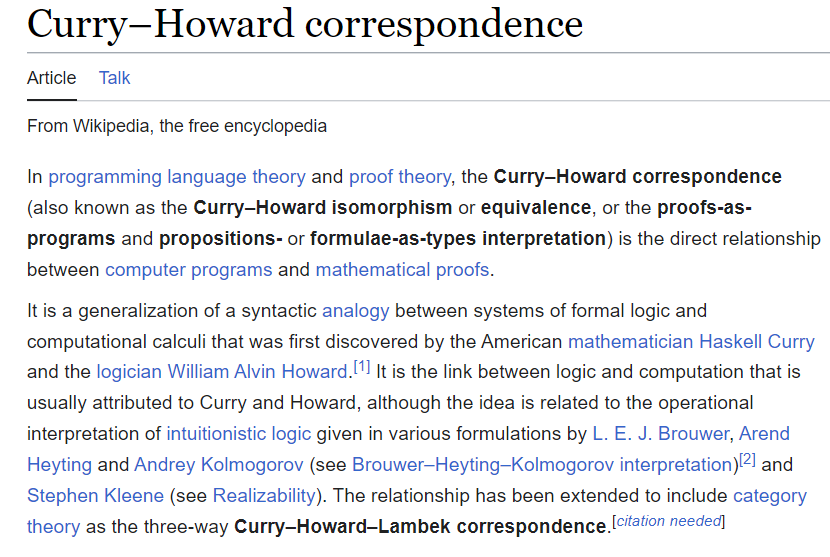 Curry–Howard correspondence
Article Talk
From Wikipedia, the free encyclopedia
In programming language theory and proof theory, the Curry–Howard correspondence
(also known as the Curry–Howard isomorphism or equivalence, or the proofs-as-
programs and propositions- or formulae-as-types interpretation) is the direct relationship
between computer programs and mathematical proofs.
It is a generalization of a syntactic analogy between systems of formal logic and
computational calculi that was first discovered by the American mathematician Haskell Curry
and the logician William Alvin Howard.[1] It is the link between logic and computation that is
usually attributed to Curry and Howard, although the idea is related to the operational
interpretation of intuitionistic logic given in various formulations by L. E. J. Brouwer, Arend
Heyting and Andrey Kolmogorov (see Brouwer–Heyting–Kolmogorov interpretation)[2] and
Stephen Kleene (see Realizability). The relationship has been extended to include category
theory as the three-way Curry–Howard–Lambek correspondence.[citation needed]